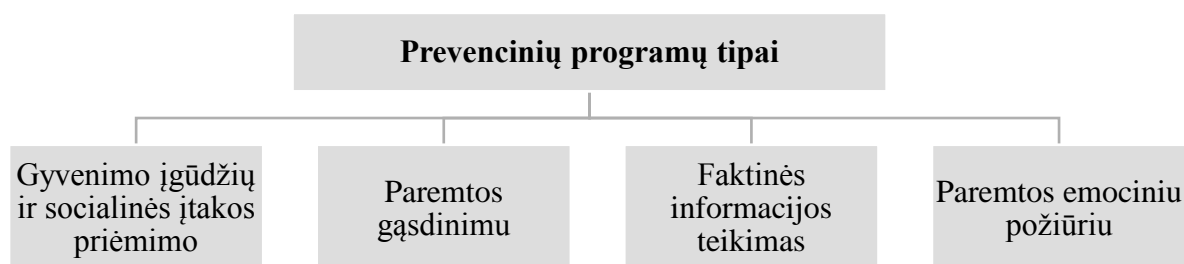 Prevencinių programų tipai
Gyvenimo įgūdžių
ir socialinės įtakos
priėmimo
Paremtos
gąsdinimu
Faktinės
informacijos
teikimas
Paremtos emociniu
požiūriu